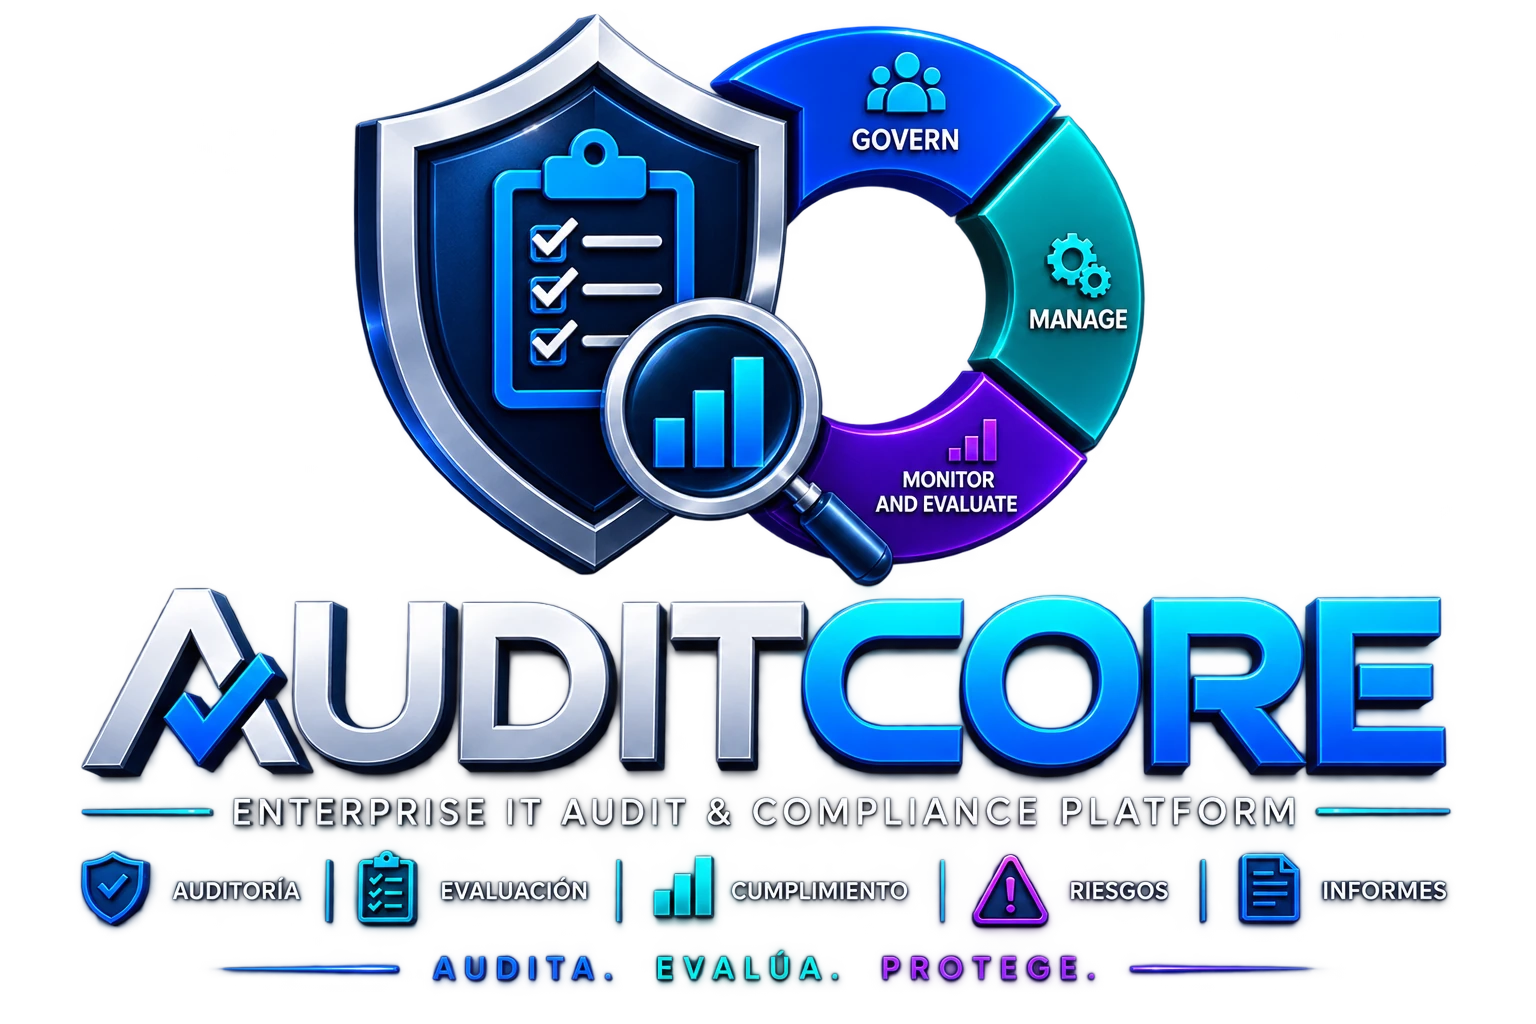 GOVERN
MANAGE
MONITOR
AND EVALUATE
AUDITCORE
ENTERPRISE IT AUDIT & COMPLIANCE PLATFORM
AUDITORÍA EVALUACIÓN CUMPLIMIENTO RIESGOS INFORMES
AUDITA. EVALÚA. PROTEGE.